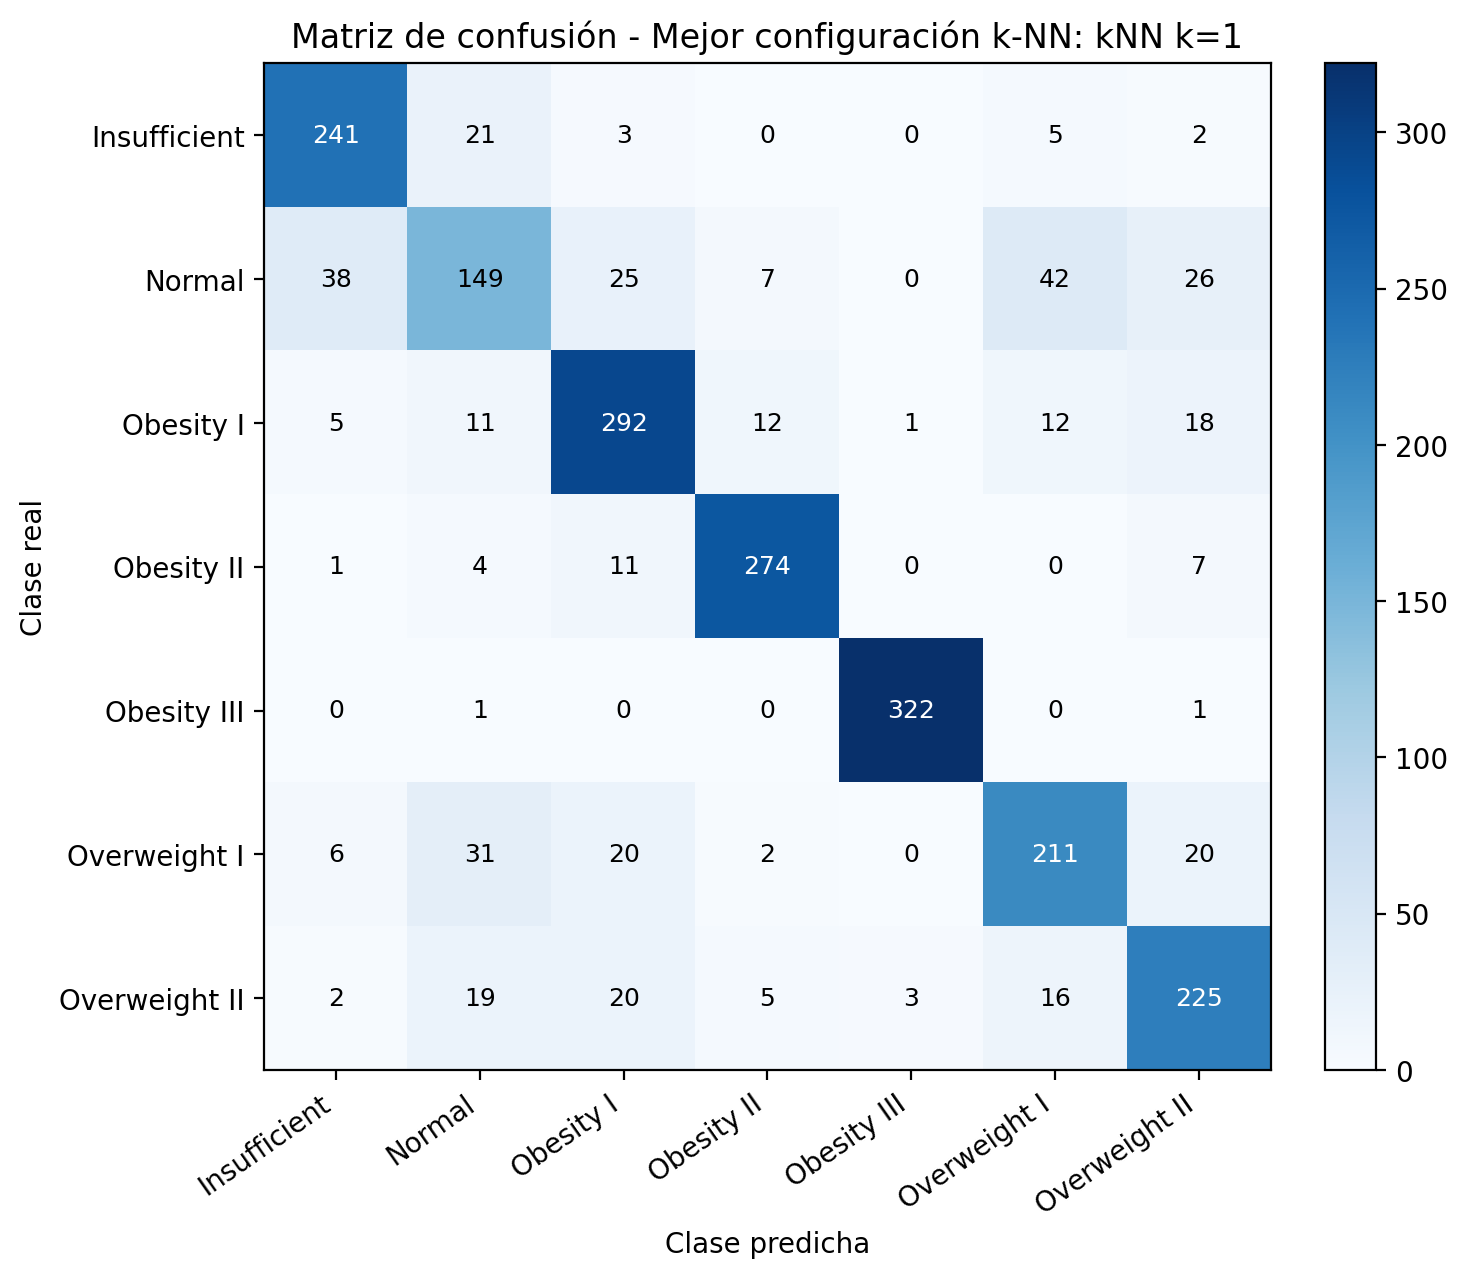 Matriz de confusión - Mejor configuración k-NN: kNN k=1
Insufficient 241 21 3 0 0 5 2
Normal 38 149 25 7 0 42 26
Obesity I 5 11 292 12 1 12 18
Obesity II 1 4 11 274 0 0 7
Obesity III 0 1 0 0 322 0 1
Overweight I 6 31 20 2 0 211 20
Overweight II 2 19 20 5 3 16 225
Clase real
Insufficient Normal Obesity I Obesity II Obesity III Overweight I Overweight II
Clase predicha
300
250
200
150
100
50
0